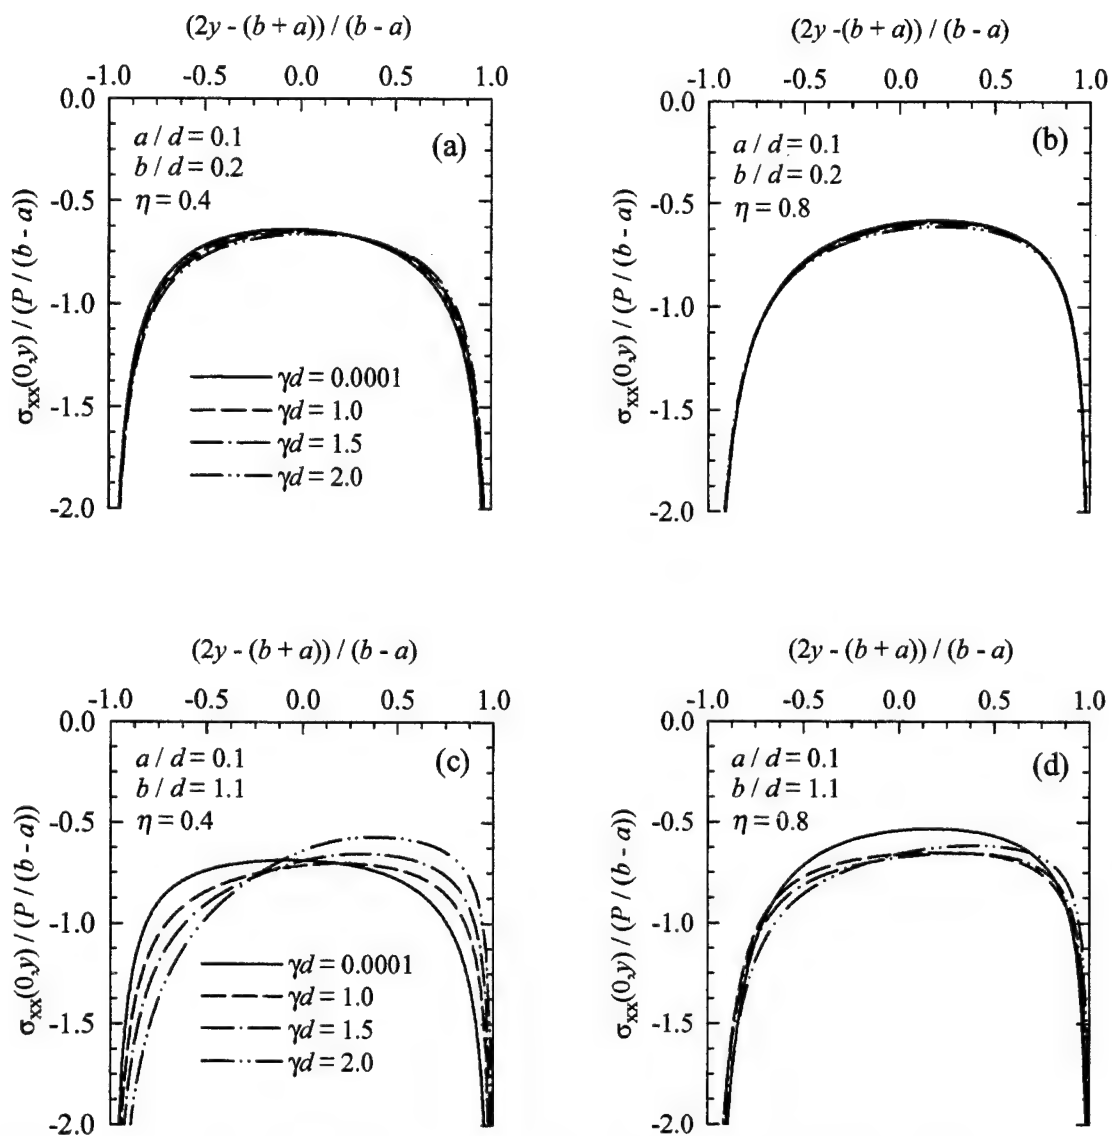 (2y - (b + a)) / (b - a)
-1.0 -0.5 0.0 0.5 1.0
0.0
-0.5
-1.0
-1.5
-2.0
σxx(0,y) / (P / (b - a))
a / d = 0.1
b / d = 0.2
η = 0.4
(a)
γd = 0.0001
γd = 1.0
γd = 1.5
γd = 2.0
(2y -(b + a)) / (b - a)
-1.0 -0.5 0.0 0.5 1.0
0.0
-0.5
-1.0
-1.5
-2.0
σxx(0,y) / (P / (b - a))
a / d = 0.1
b / d = 0.2
η = 0.8
(b)
(2y - (b + a)) / (b - a)
-1.0 -0.5 0.0 0.5 1.0
0.0
-0.5
-1.0
-1.5
-2.0
σxx(0,y) / (P / (b - a))
a / d = 0.1
b / d = 1.1
η = 0.4
(c)
γd = 0.0001
γd = 1.0
γd = 1.5
γd = 2.0
(2y - (b + a)) / (b - a)
-1.0 -0.5 0.0 0.5 1.0
0.0
-0.5
-1.0
-1.5
-2.0
σxx(0,y) / (P / (b - a))
a / d = 0.1
b / d = 1.1
η = 0.8
(d)